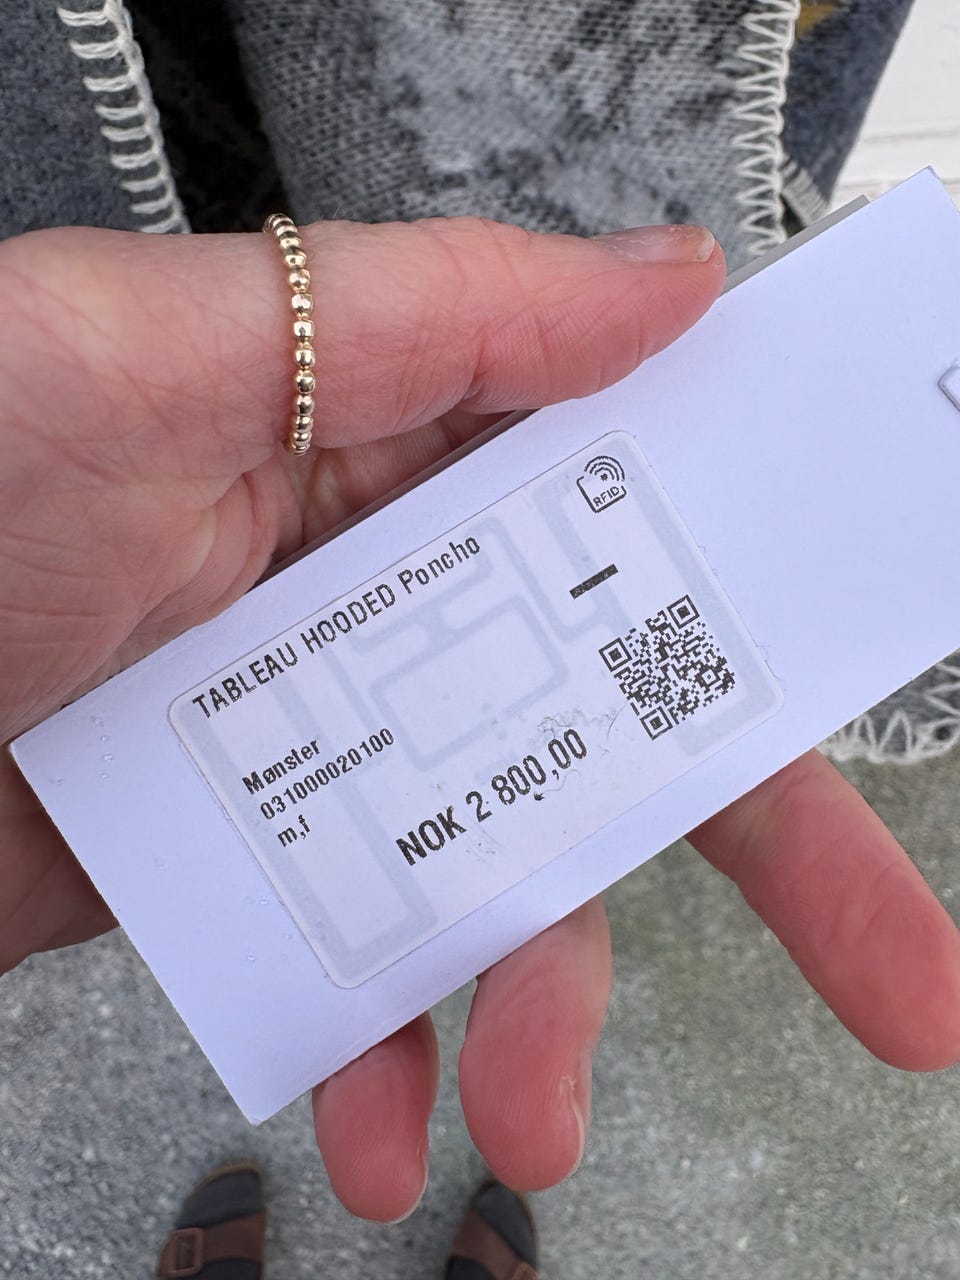 RFID
TABLEAU HOODED Poncho
Mønster
031000020100
m,f
NOK 2 800,00